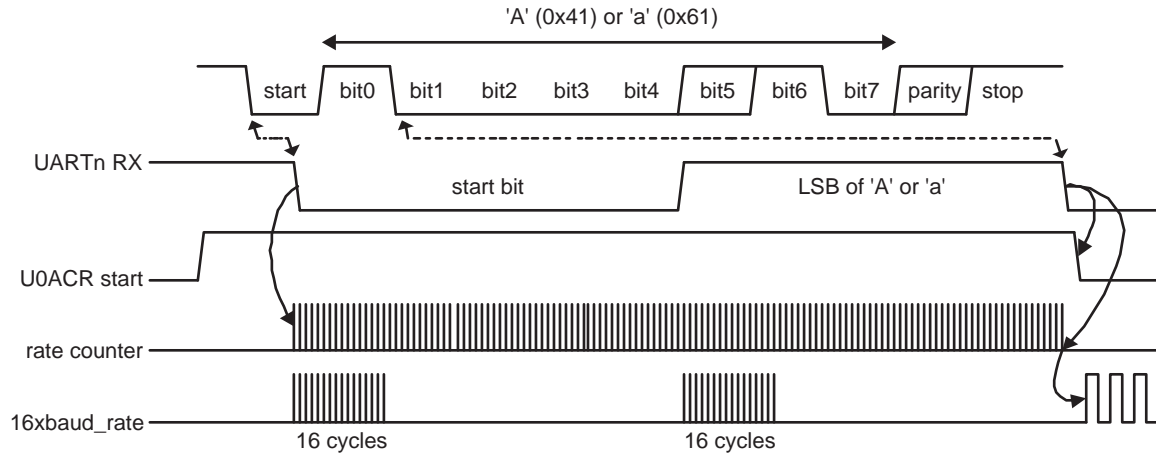 'A' (0x41) or 'a' (0x61)
start bit0 bit1 bit2 bit3 bit4 bit5 bit6 bit7 parity stop
UARTn RX
start bit LSB of 'A' or 'a'
U0ACR start
rate counter
16xbaud_rate
16 cycles 16 cycles